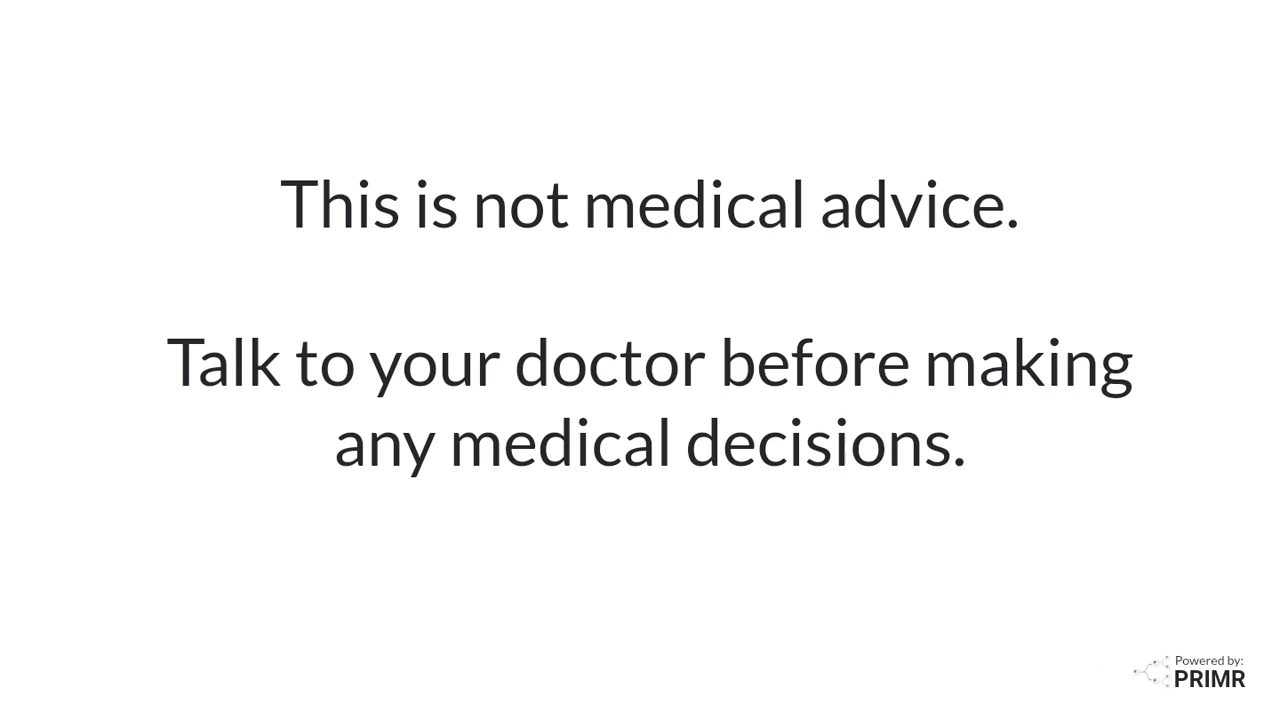 This is not medical advice.
Talk to your doctor before making
any medical decisions.
Powered by:
PRIMR